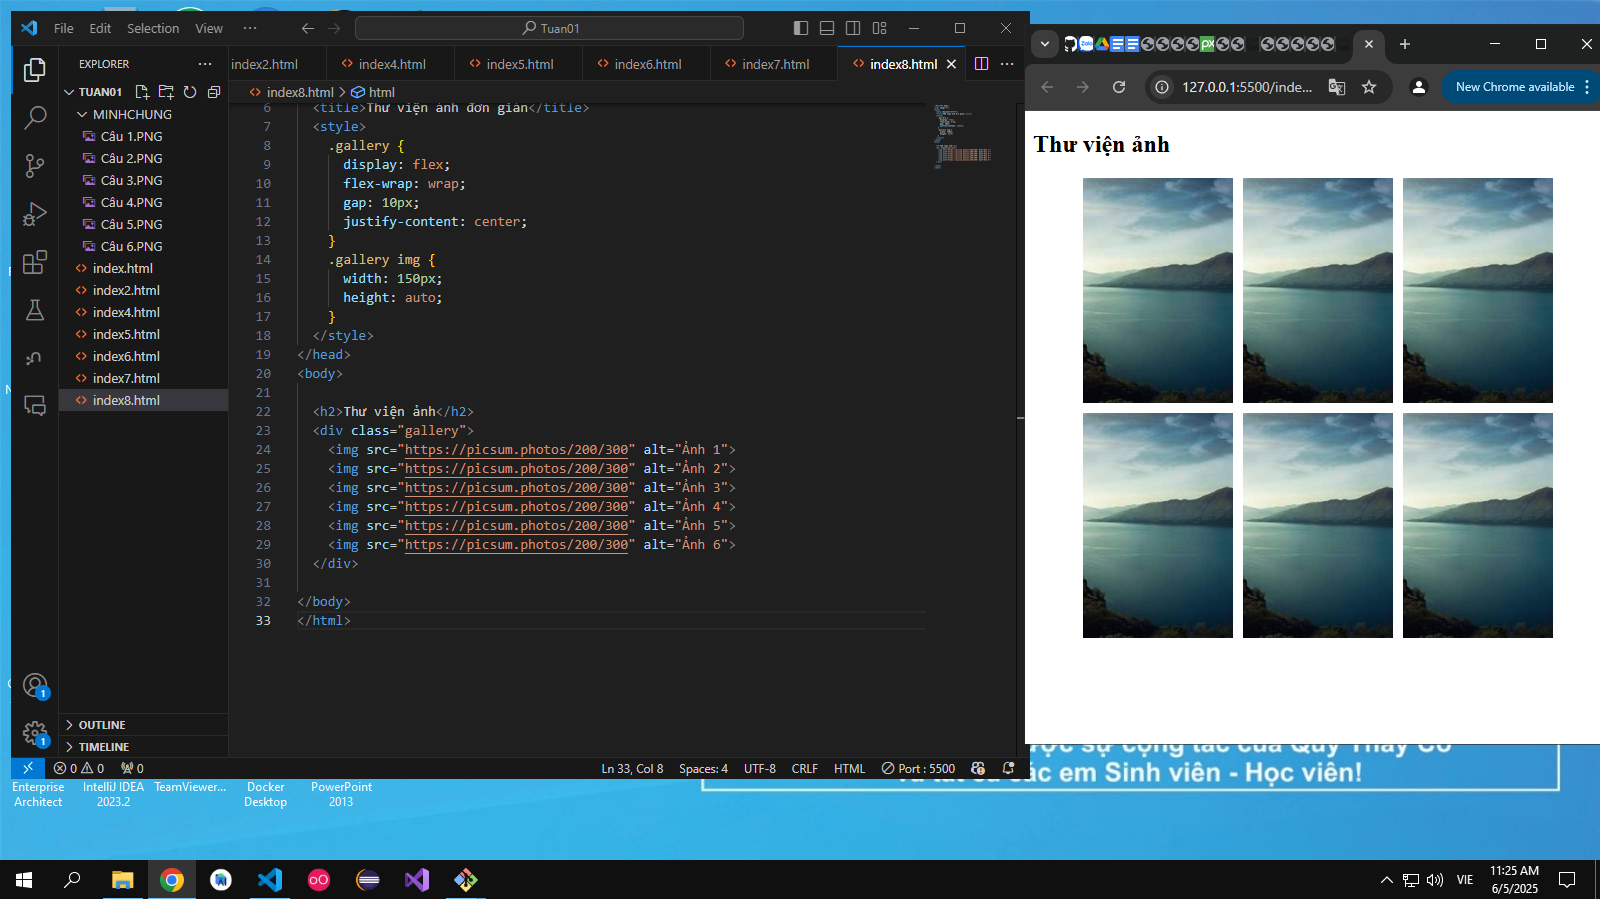 File Edit Selection View ··· Tuan01
EXPLORER
TUAN01
MINHCHUNG
Câu 1.PNG
Câu 2.PNG
Câu 3.PNG
Câu 4.PNG
Câu 5.PNG
Câu 6.PNG
index.html
index2.html
index4.html
index5.html
index6.html
index7.html
index8.html
OUTLINE
TIMELINE
index2.html index4.html index5.html index6.html index7.html index8.html
index8.html > html
6 <title>Thư viện ảnh đơn giản</title>
7 <style>
8 .gallery {
9 display: flex;
10 flex-wrap: wrap;
11 gap: 10px;
12 justify-content: center;
13 }
14 .gallery img {
15 width: 150px;
16 height: auto;
17 }
18 </style>
19 </head>
20 <body>
21
22 <h2>Thư viện ảnh</h2>
23 <div class="gallery">
24 <img src="https://picsum.photos/200/300" alt="Ảnh 1">
25 <img src="https://picsum.photos/200/300" alt="Ảnh 2">
26 <img src="https://picsum.photos/200/300" alt="Ảnh 3">
27 <img src="https://picsum.photos/200/300" alt="Ảnh 4">
28 <img src="https://picsum.photos/200/300" alt="Ảnh 5">
29 <img src="https://picsum.photos/200/300" alt="Ảnh 6">
30 </div>
31
32 </body>
33 </html>
0 0 0 Ln 33, Col 8 Spaces: 4 UTF-8 CRLF HTML Port : 5500
127.0.0.1:5500/inde... New Chrome available
Thư viện ảnh
sự cộng tác của Quý Thầy Cô
các em Sinh viên - Học viên!
Enterprise Architect
IntelliJ IDEA 2023.2
TeamViewer...
Docker Desktop
PowerPoint 2013
VIE
11:25 AM
6/5/2025